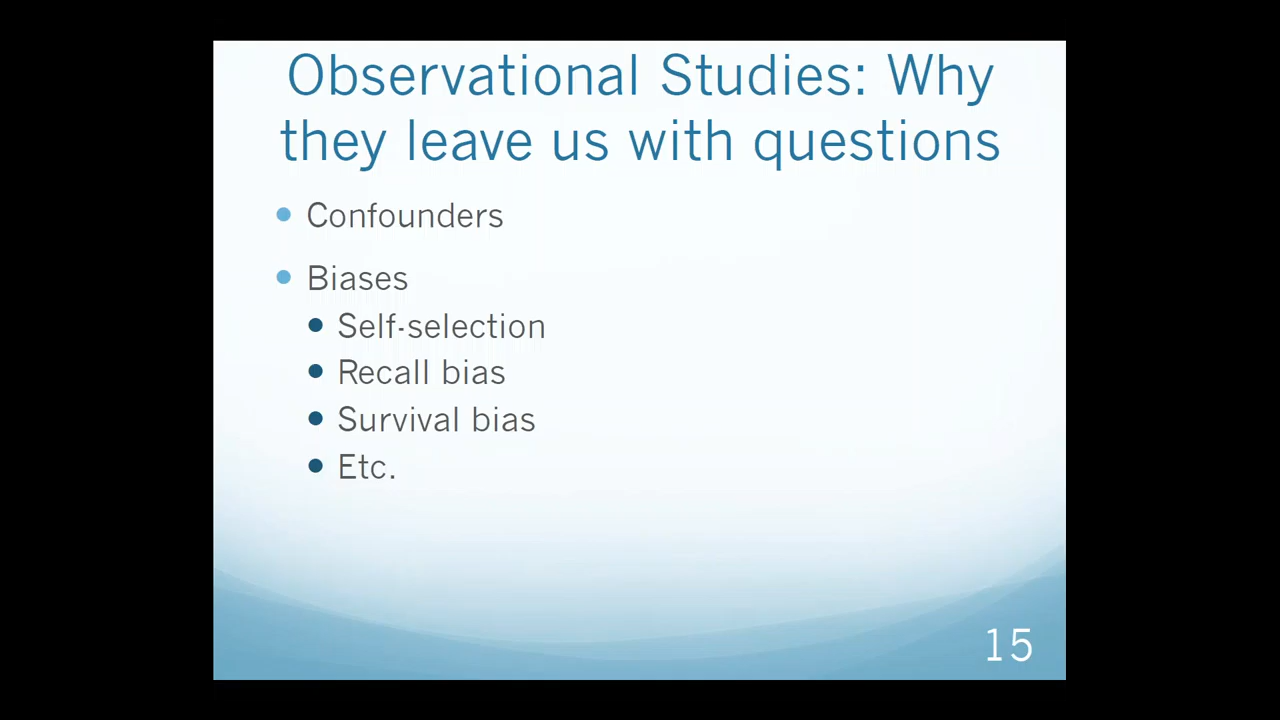 Observational Studies: Why
they leave us with questions
• Confounders
• Biases
• Self-selection
• Recall bias
• Survival bias
• Etc.
15